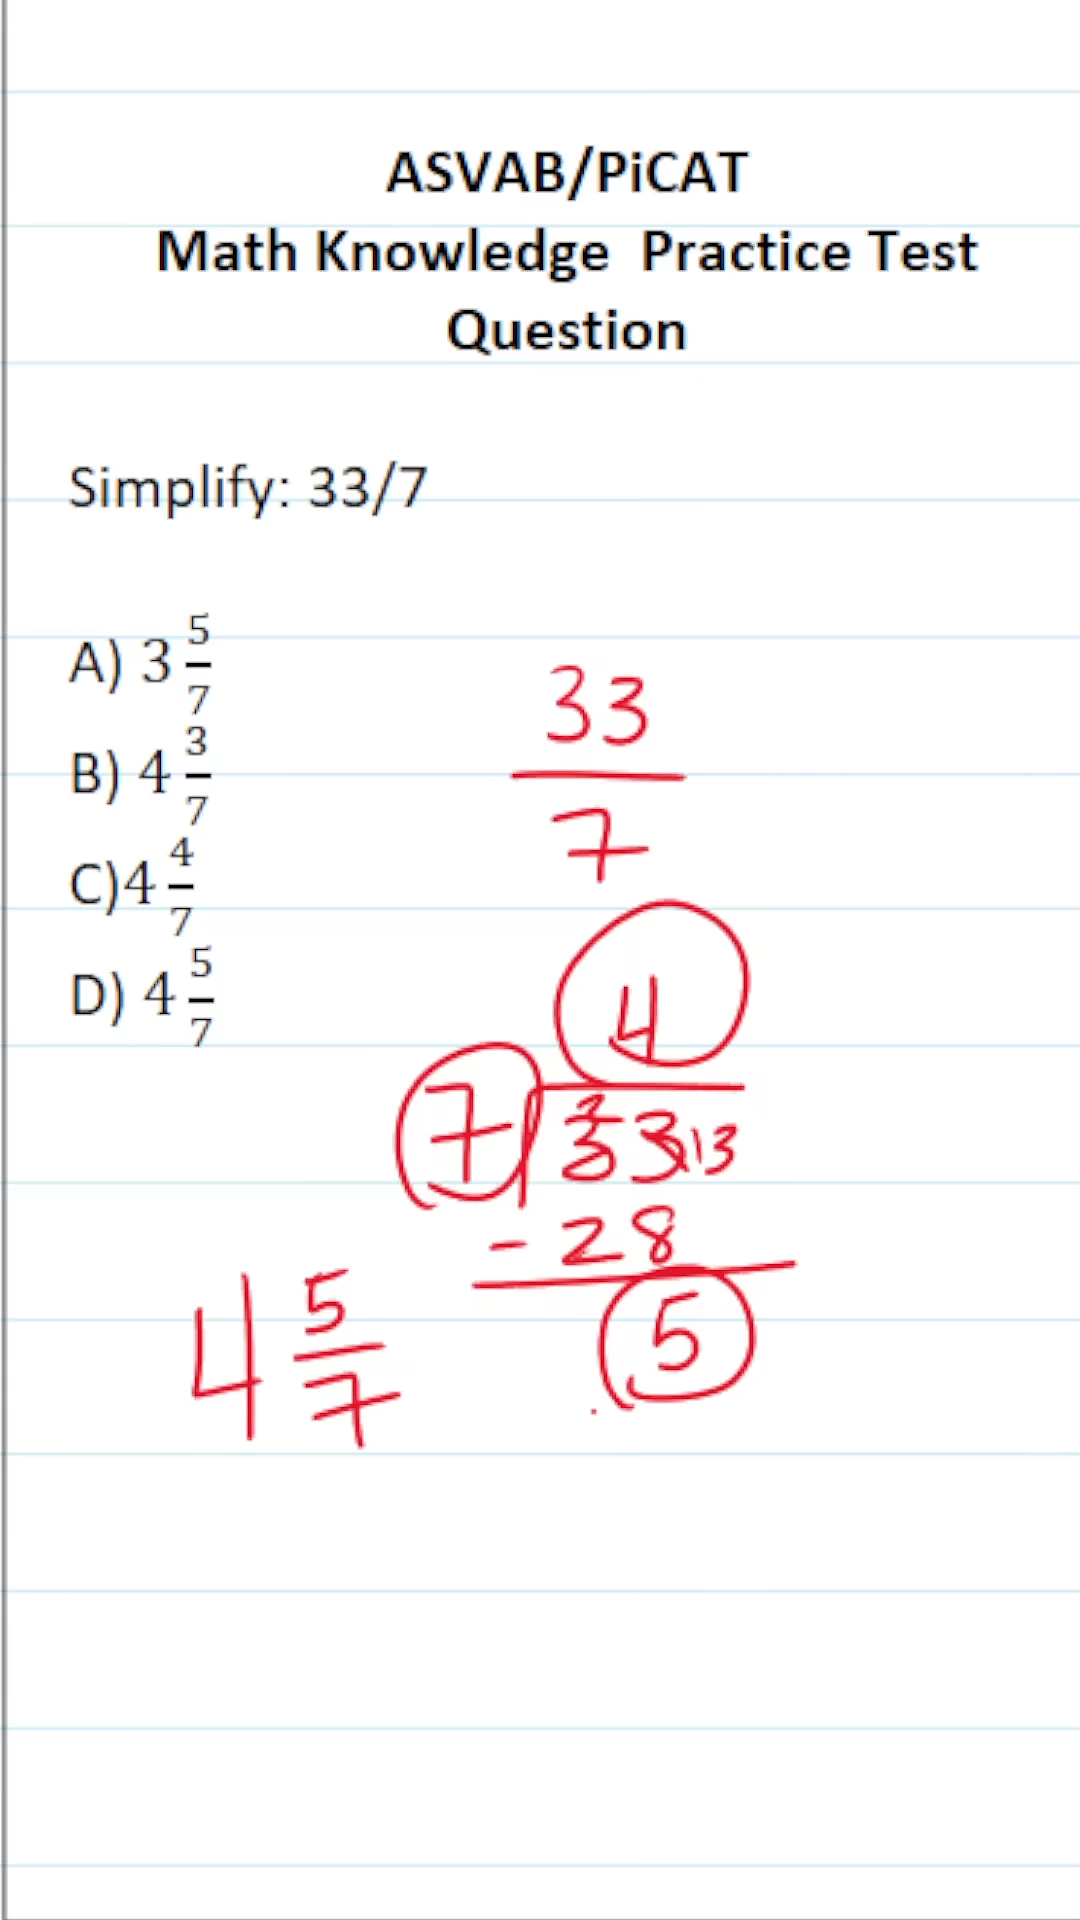 ASVAB/PiCAT
Math Knowledge Practice Test
Question
Simplify: 33/7
A) 3 5/7
B) 4 3/7
C)4 4/7
D) 4 5/7
33
7
4
7 33 13
- 28
5
4 5/7